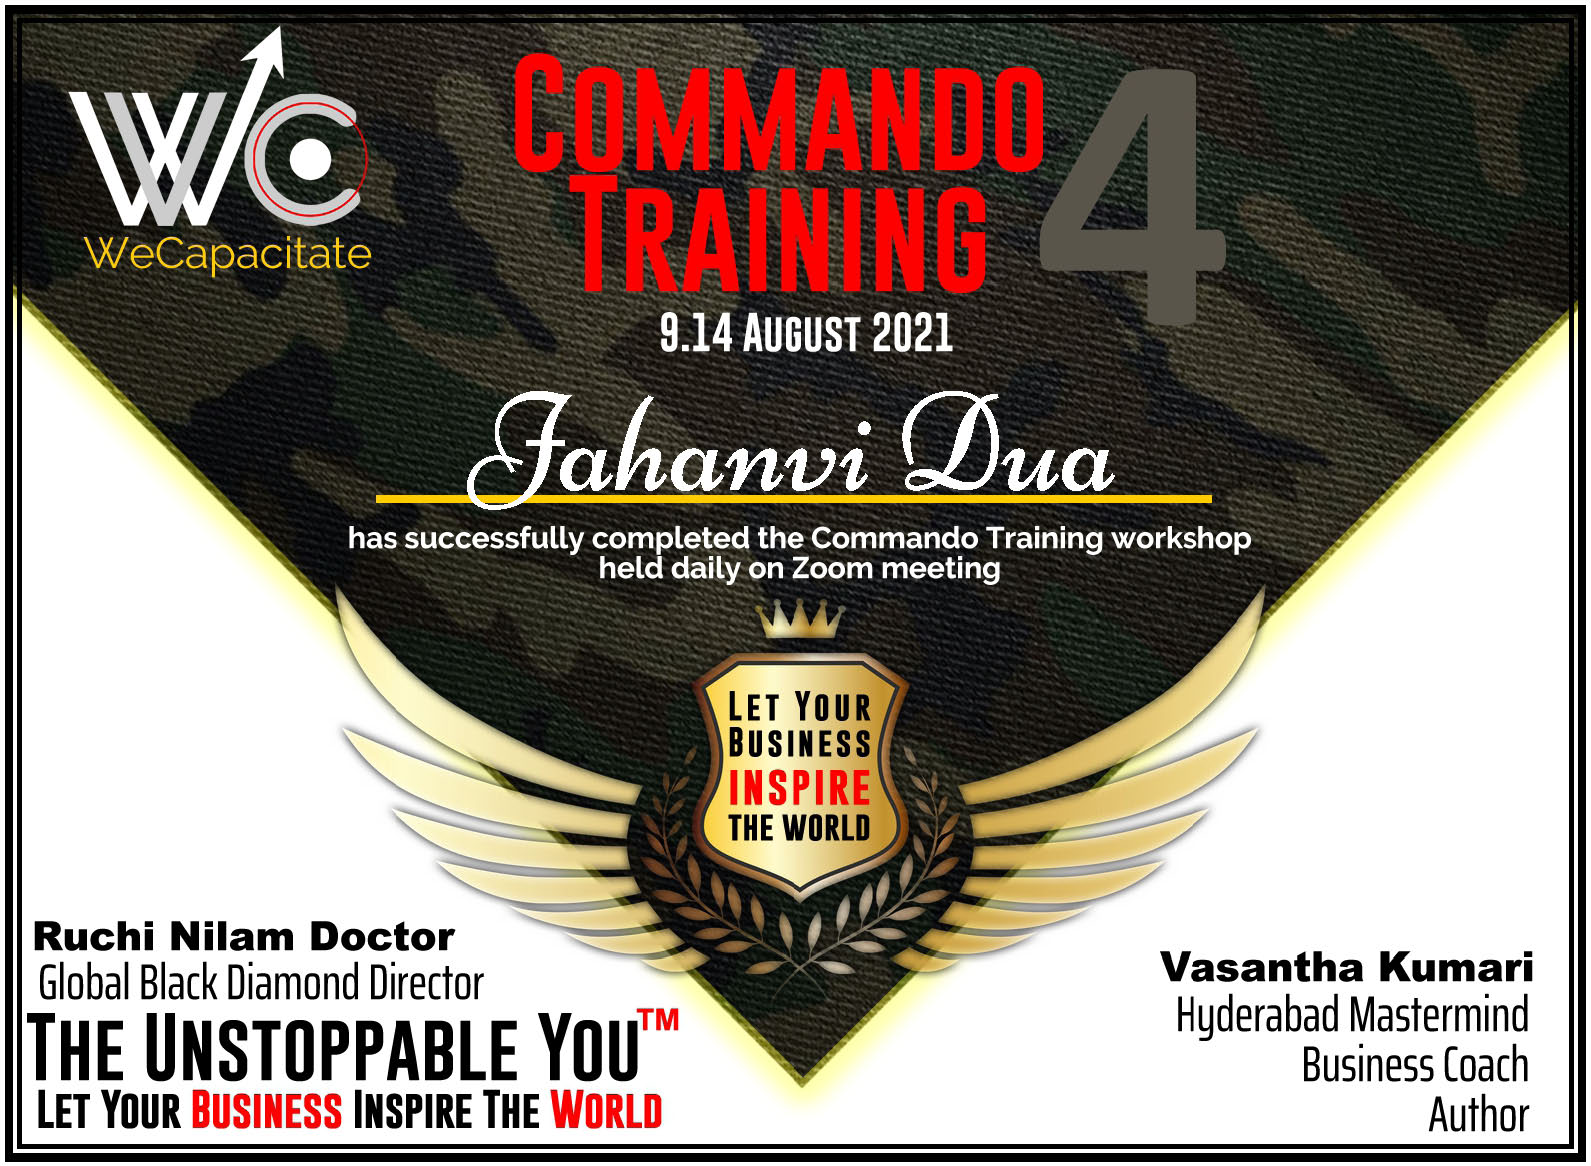 WC
WeCapacitate
COMMANDO
TRAINING
4
9.14 AUGUST 2021
Jahanvi Dua
has successfully completed the Commando Training workshop
held daily on Zoom meeting
LET YOUR
BUSINESS
INSPIRE
THE WORLD
Ruchi Nilam Doctor
Global Black Diamond Director
THE UNSTOPPABLE YOU™
LET YOUR BUSINESS INSPIRE THE WORLD
Vasantha Kumari
Hyderabad Mastermind
Business Coach
Author